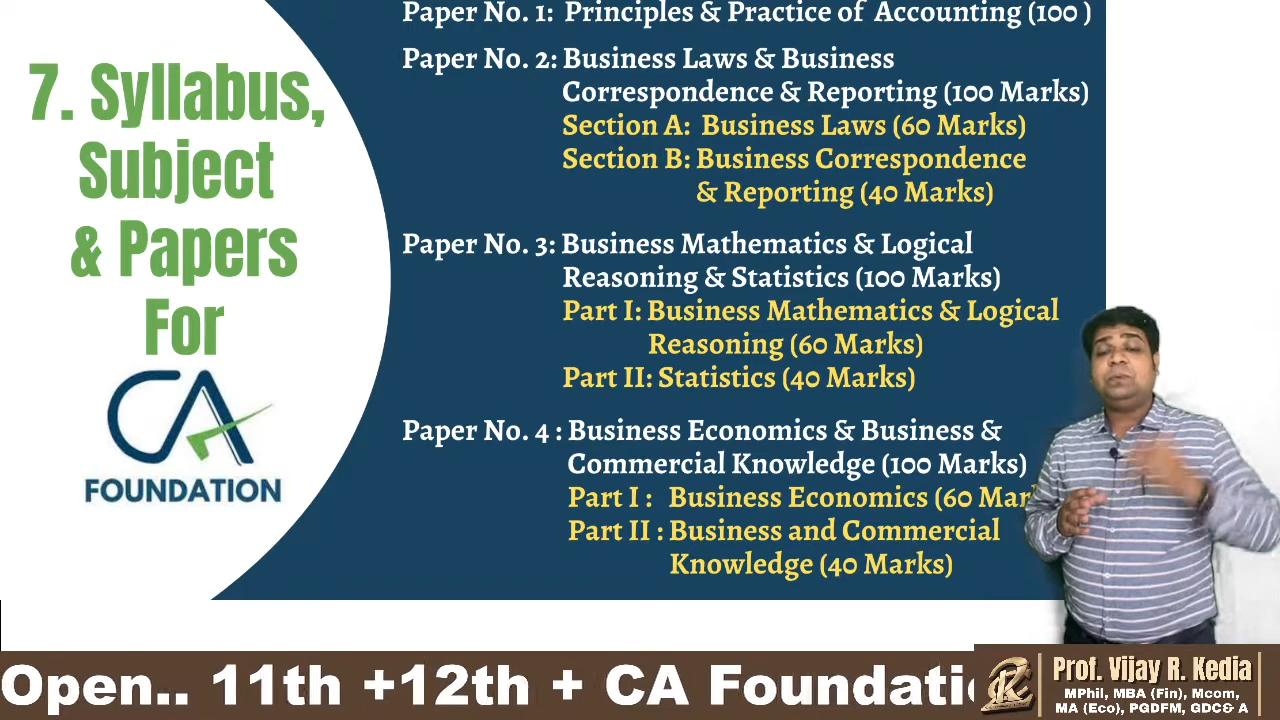 7. Syllabus,
Subject
& Papers
For
CA
FOUNDATION
Paper No. 1: Principles & Practice of Accounting (100 )
Paper No. 2: Business Laws & Business
Correspondence & Reporting (100 Marks)
Section A: Business Laws (60 Marks)
Section B: Business Correspondence
& Reporting (40 Marks)
Paper No. 3: Business Mathematics & Logical
Reasoning & Statistics (100 Marks)
Part I: Business Mathematics & Logical
Reasoning (60 Marks)
Part II: Statistics (40 Marks)
Paper No. 4 : Business Economics & Business &
Commercial Knowledge (100 Marks)
Part I : Business Economics (60 Mar
Part II : Business and Commercial
Knowledge (40 Marks)
Open.. 11th +12th + CA Foundati
Prof. Vijay R. Kedia
MPhil, MBA (Fin), Mcom,
MA (Eco), PGDFM, GDC& A